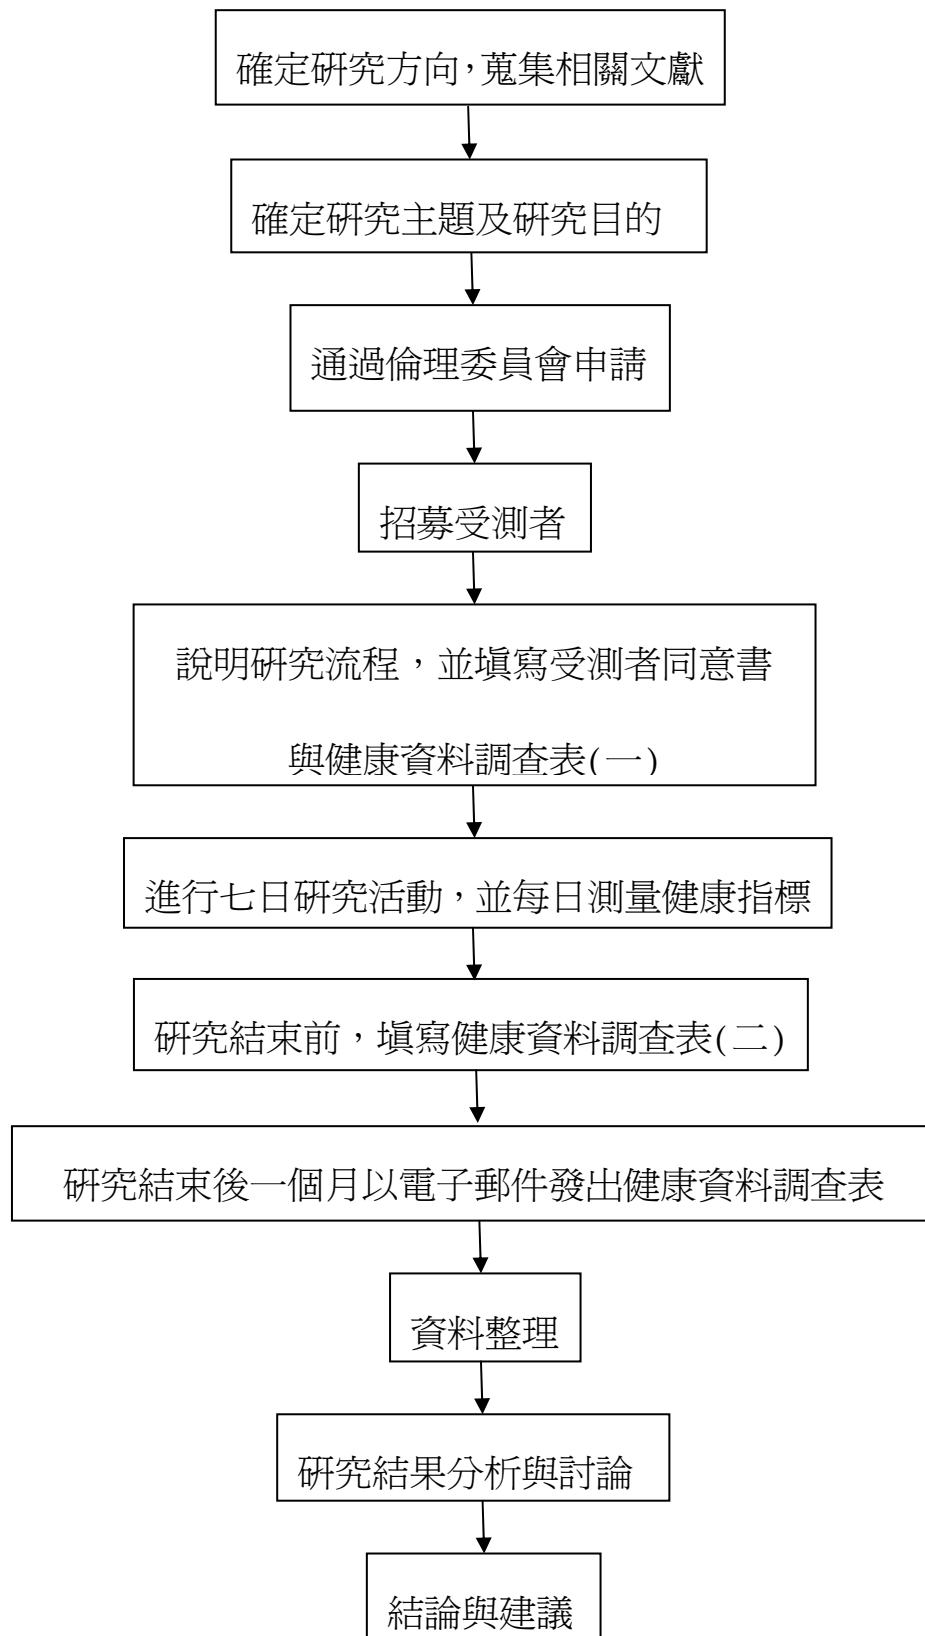 確定研究方向,蒐集相關文獻
確定研究主題及研究目的
通過倫理委員會申請
招募受測者
說明研究流程，並填寫受測者同意書
與健康資料調查表(一)
進行七日研究活動，並每日測量健康指標
研究結束前，填寫健康資料調查表(二)
研究結束後一個月以電子郵件發出健康資料調查表
資料整理
研究結果分析與討論
結論與建議